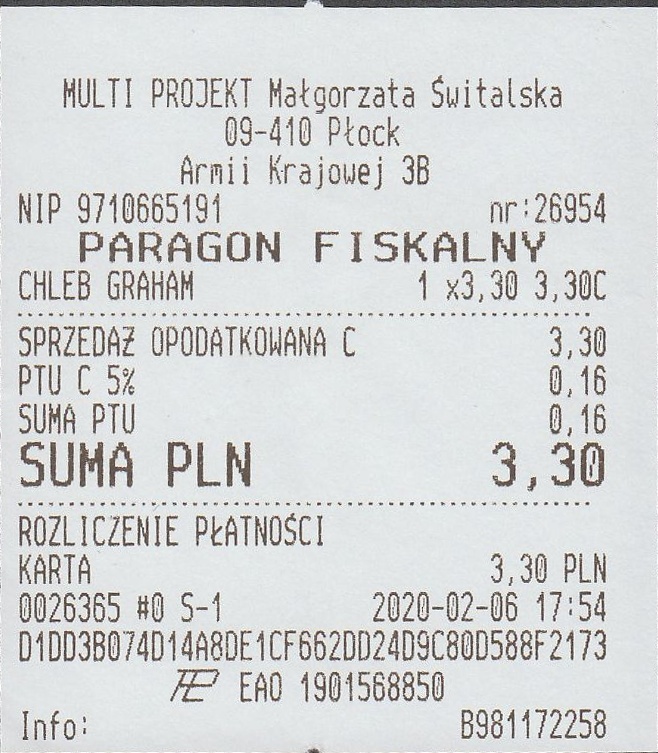 MULTI PROJEKT Małgorzata Świtalska
09-410 Płock
Armii Krajowej 3B
NIP 9710665191 nr:26954
PARAGON FISKALNY
CHLEB GRAHAM 1 x3,30 3,30C
SPRZEDAŻ OPODATKOWANA C 3,30
PTU C 5% 0,16
SUMA PTU 0,16
SUMA PLN 3,30
ROZLICZENIE PŁATNOŚCI
KARTA 3,30 PLN
0026365 #0 S-1 2020-02-06 17:54
D1DD3B074D14A8DE1CF662DD24D9C80D588F2173
EAO 1901568850
Info: B981172258